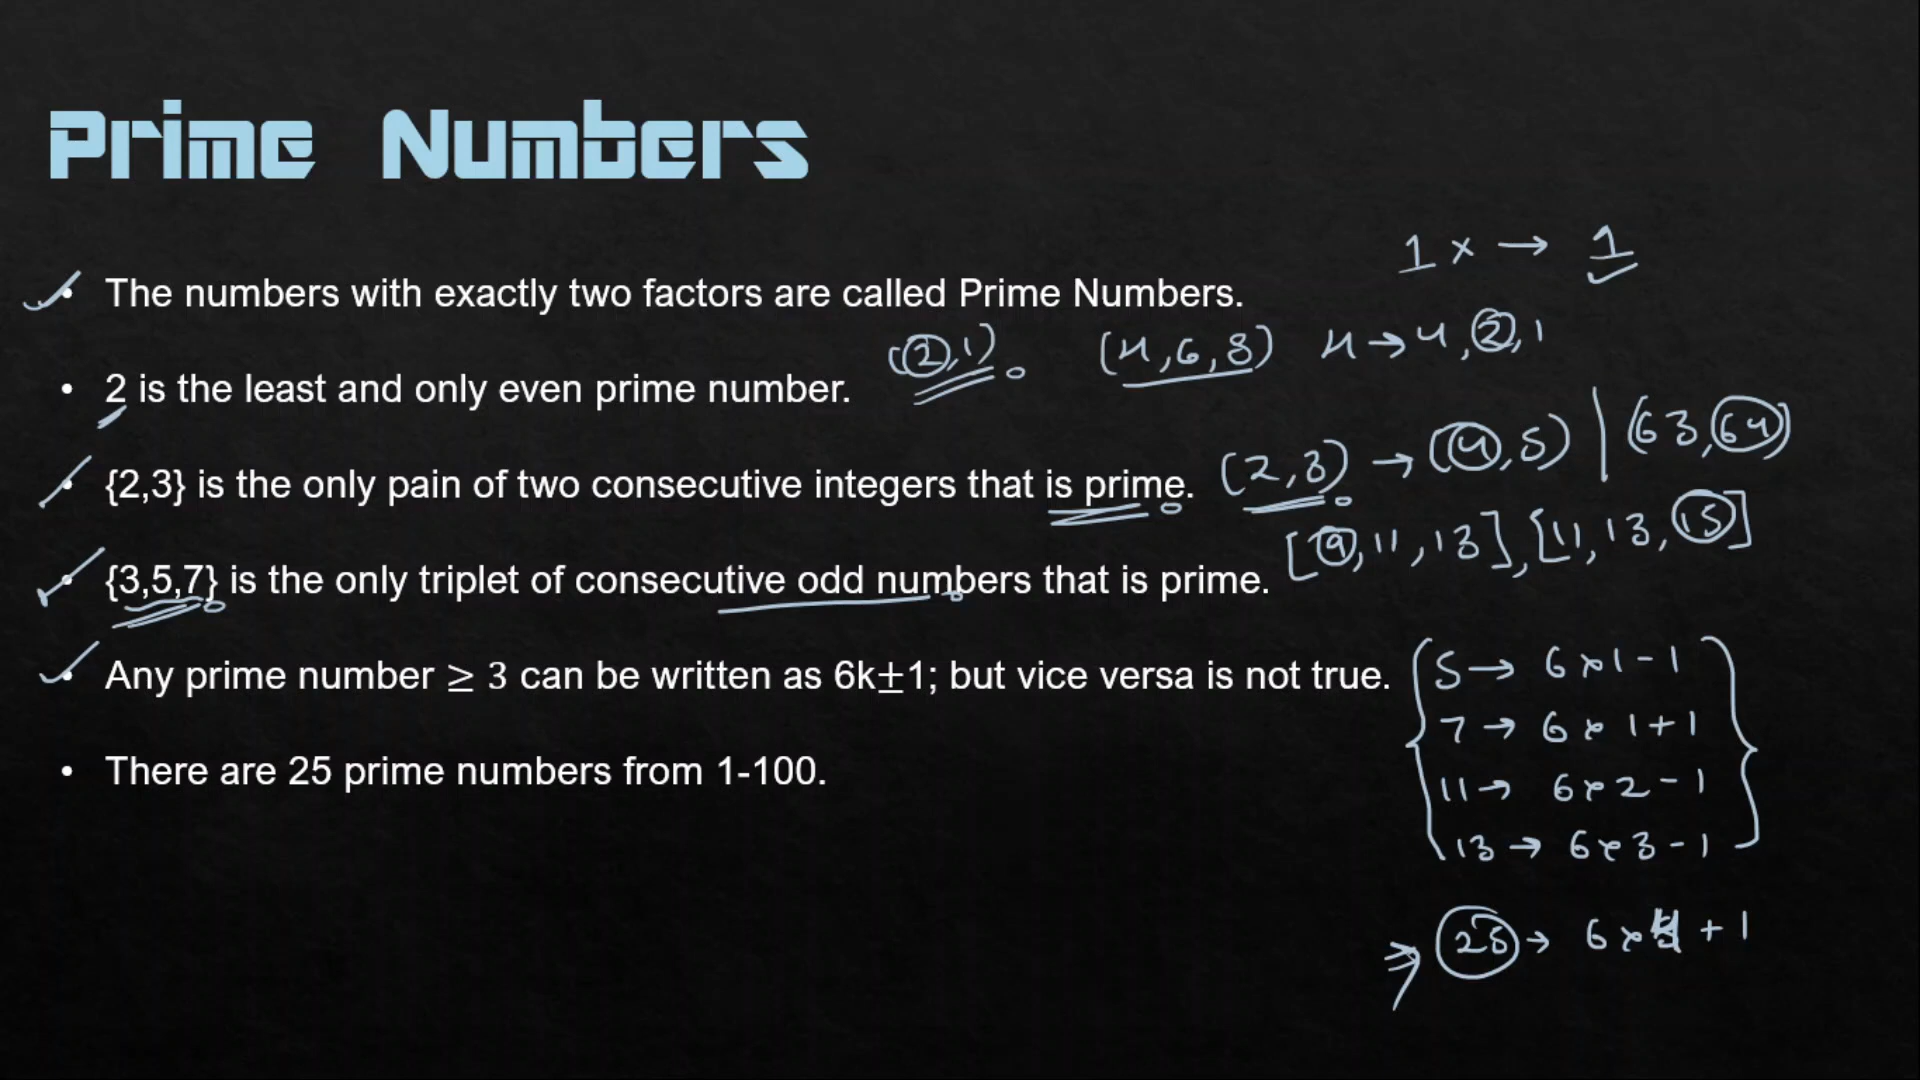 Prime Numbers
1 x → 1
• The numbers with exactly two factors are called Prime Numbers.
(2,1) (4,6,8) 4→4,2,1
• 2 is the least and only even prime number.
(2,3) → (4,5) | (63,64)
• {2,3} is the only pain of two consecutive integers that is prime.
[9,11,13],[11,13,15]
• {3,5,7} is the only triplet of consecutive odd numbers that is prime.
• Any prime number ≥ 3 can be written as 6k±1; but vice versa is not true.
5 → 6×1-1
7 → 6×1+1
• There are 25 prime numbers from 1-100.
11→ 6×2-1
13→ 6×3-1
⇒ 25→ 6×4+1